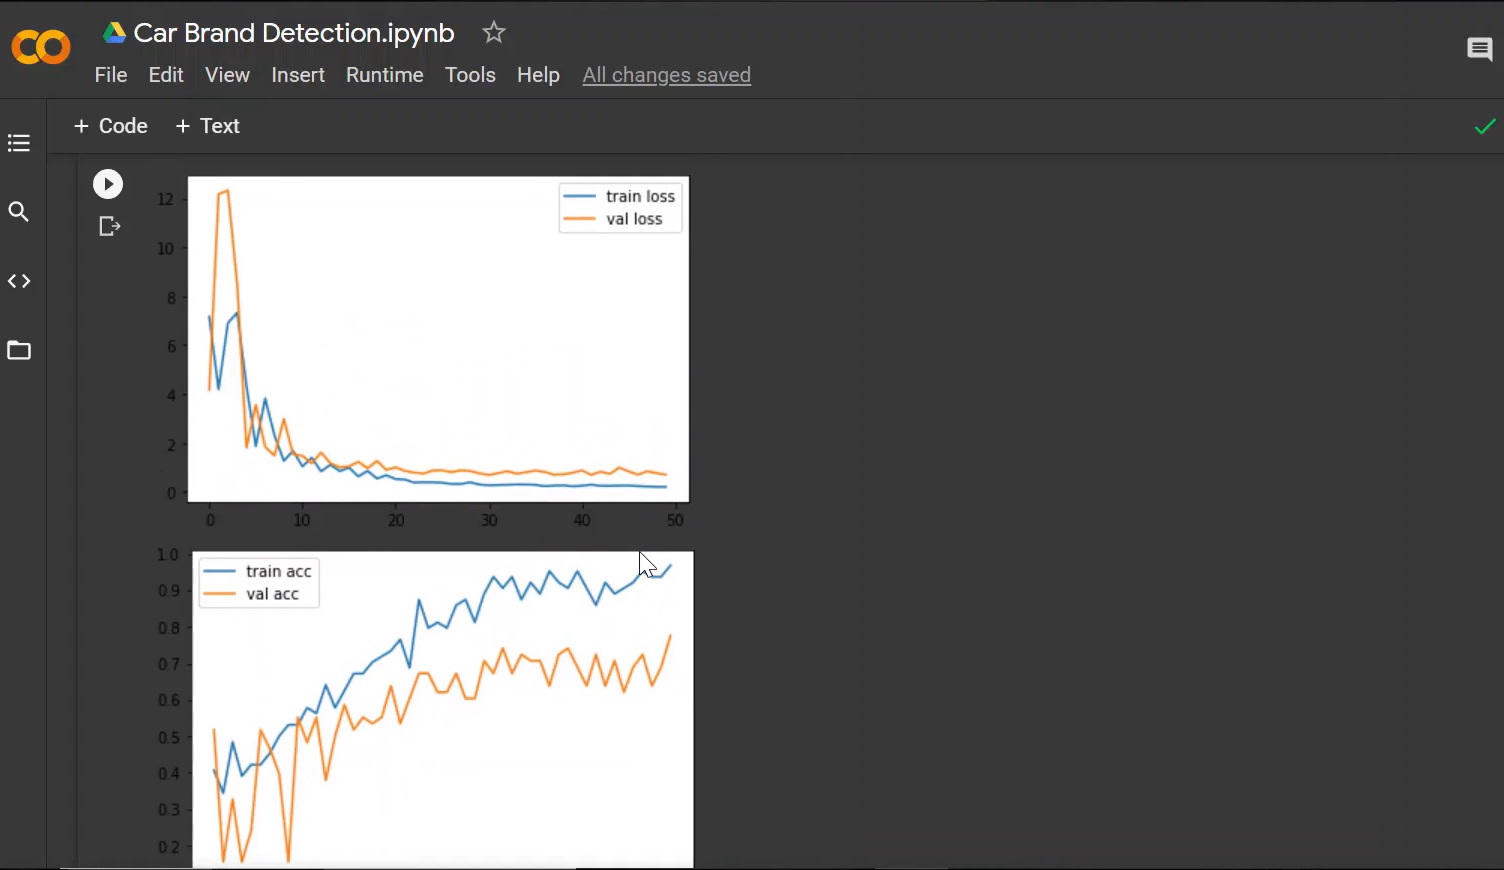 Car Brand Detection.ipynb
File Edit View Insert Runtime Tools Help All changes saved
+ Code + Text
train loss
val loss
12
10
8
6
4
2
0
0 10 20 30 40 50
train acc
val acc
1.0
0.9
0.8
0.7
0.6
0.5
0.4
0.3
0.2